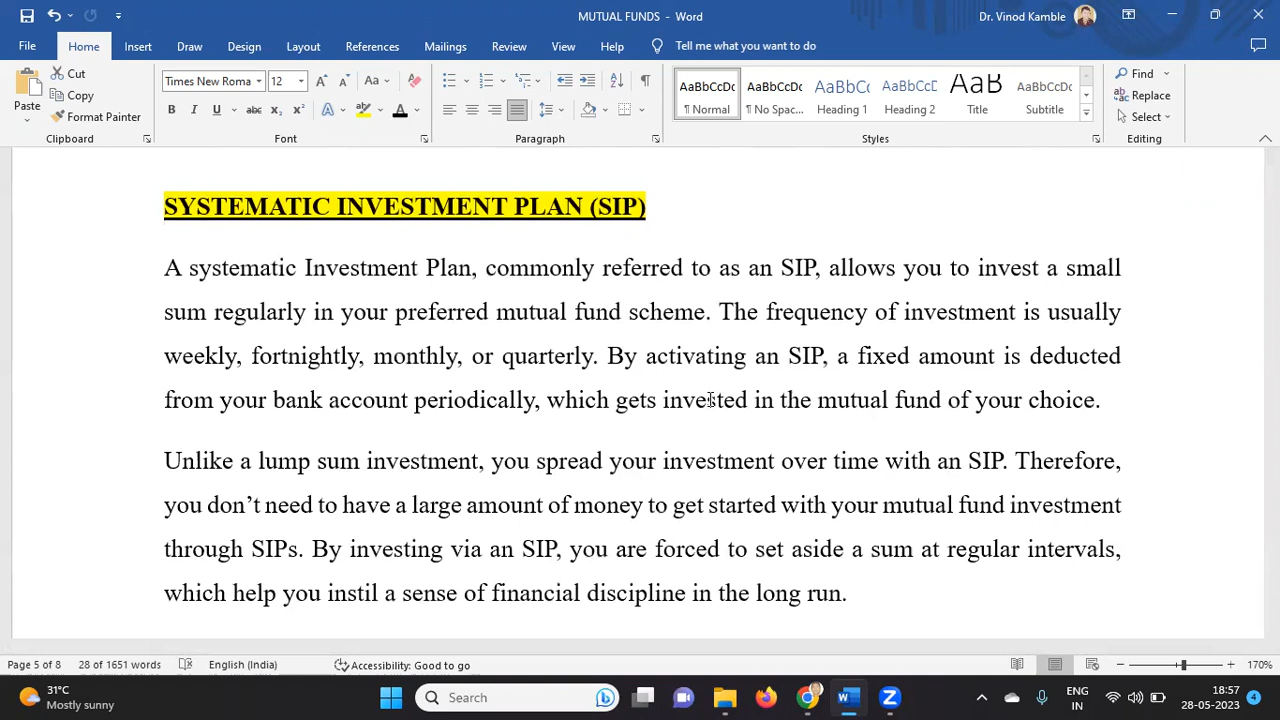 MUTUAL FUNDS - Word
Dr. Vinod Kamble
File Home Insert Draw Design Layout References Mailings Review View Help Tell me what you want to do
Paste
Cut
Copy
Format Painter
Clipboard
Times New Roma 12
Font
Paragraph
AaBbCcDc AaBbCcDc AaBbCc AaBbCcD AaB AaBbCcD
¶ Normal ¶ No Spac... Heading 1 Heading 2 Title Subtitle
Styles
Find
Replace
Select
Editing
SYSTEMATIC INVESTMENT PLAN (SIP)
A systematic Investment Plan, commonly referred to as an SIP, allows you to invest a small
sum regularly in your preferred mutual fund scheme. The frequency of investment is usually
weekly, fortnightly, monthly, or quarterly. By activating an SIP, a fixed amount is deducted
from your bank account periodically, which gets invested in the mutual fund of your choice.
Unlike a lump sum investment, you spread your investment over time with an SIP. Therefore,
you don’t need to have a large amount of money to get started with your mutual fund investment
through SIPs. By investing via an SIP, you are forced to set aside a sum at regular intervals,
which help you instil a sense of financial discipline in the long run.
Page 5 of 8 28 of 1651 words English (India) Accessibility: Good to go 170%
31°C
Mostly sunny
Search
ENG
IN
18:57
28-05-2023
4